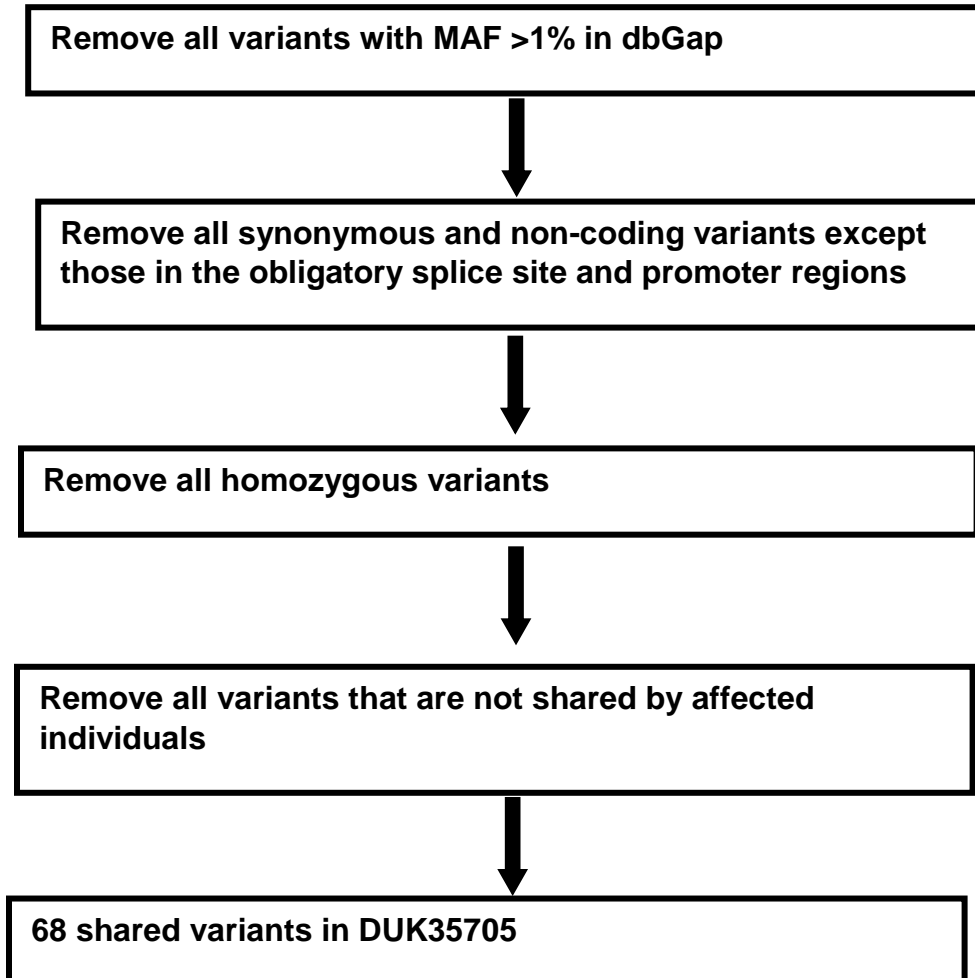 Remove all variants with MAF >1% in dbGap
Remove all synonymous and non-coding variants except
those in the obligatory splice site and promoter regions
Remove all homozygous variants
Remove all variants that are not shared by affected
individuals
68 shared variants in DUK35705